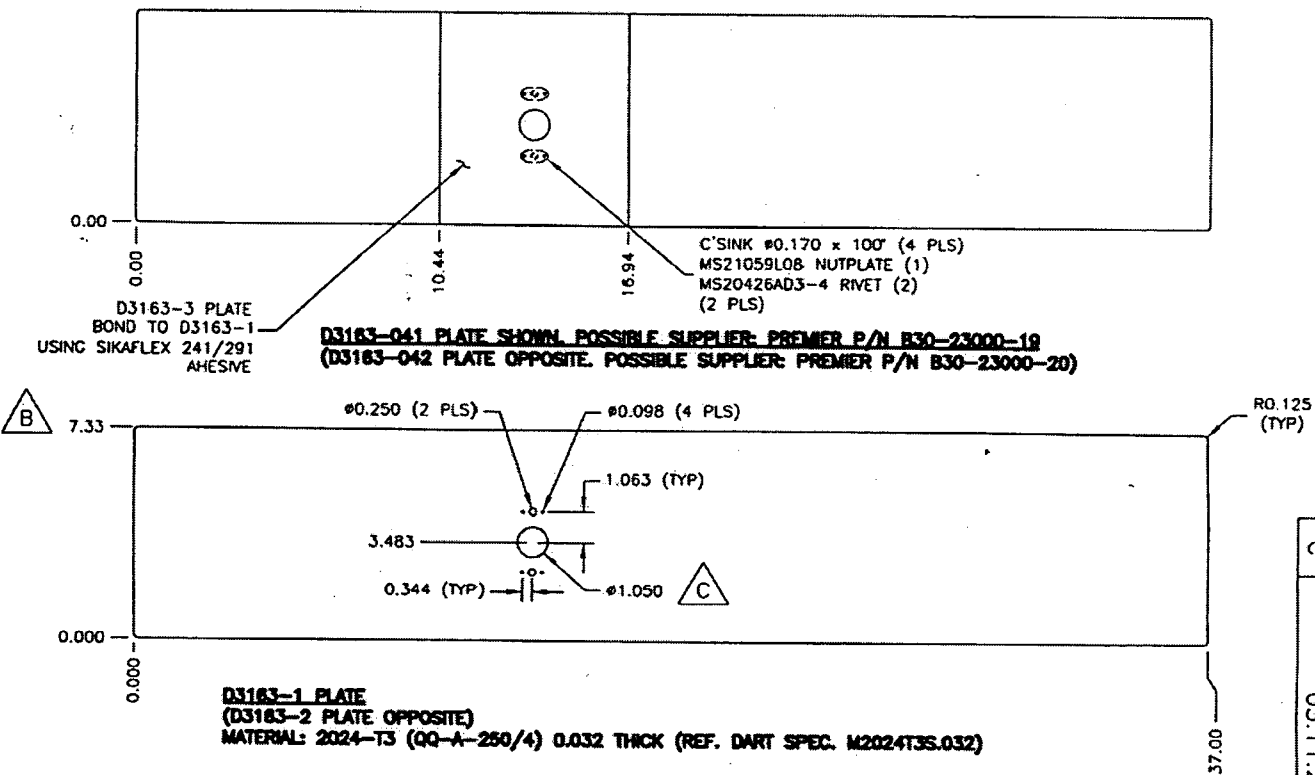 0.00
0.00
10.44
16.94
C'SINK ø0.170 x 100° (4 PLS)
MS21059L08 NUTPLATE (1)
MS20426AD3-4 RIVET (2)
(2 PLS)
D3163-3 PLATE
BOND TO D3163-1
USING SIKAFLEX 241/291
AHESIVE
D3163-041 PLATE SHOWN. POSSIBLE SUPPLIER: PREMIER P/N B30-23000-19
(D3163-042 PLATE OPPOSITE. POSSIBLE SUPPLIER: PREMIER P/N B30-23000-20)
B
7.33
ø0.250 (2 PLS)
ø0.098 (4 PLS)
R0.125
(TYP)
1.063 (TYP)
3.483
0.344 (TYP)
ø1.050
C
0.000
0.000
37.00
D3163-1 PLATE
(D3163-2 PLATE OPPOSITE)
MATERIAL: 2024-T3 (QQ-A-250/4) 0.032 THICK (REF. DART SPEC. M2024T3S.032)